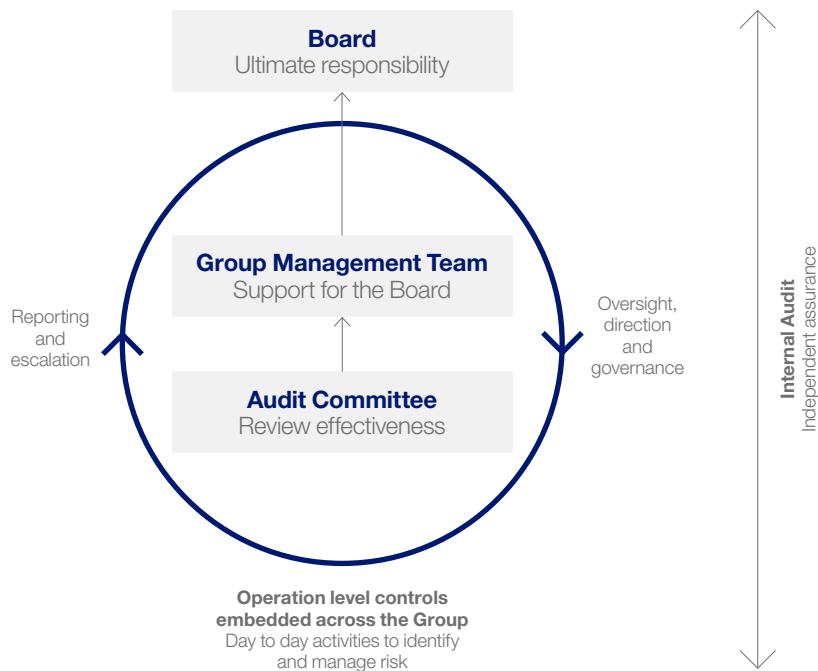 Board
Ultimate responsibility
Group Management Team
Support for the Board
Reporting
and
escalation
Oversight,
direction
and
governance
Audit Committee
Review effectiveness
Operation level controls
embedded across the Group
Day to day activities to identify
and manage risk
Internal Audit
Independent assurance